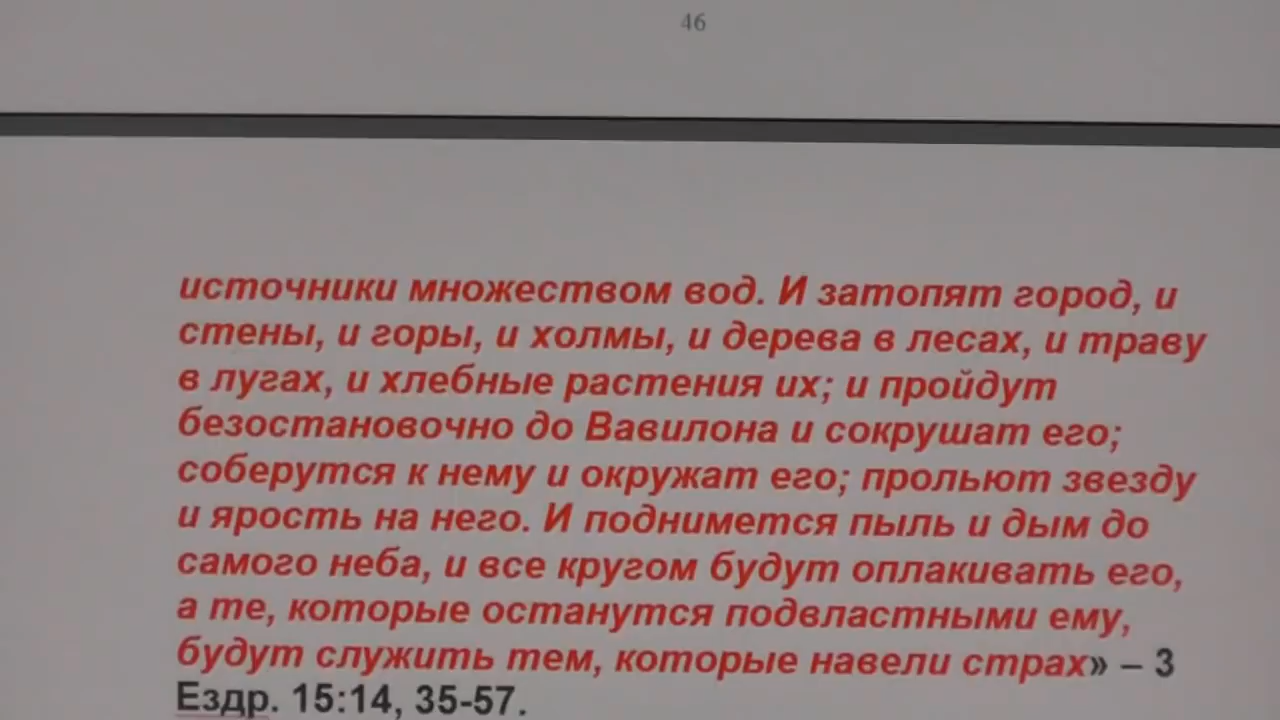 46
источники множеством вод. И затопят город, и
стены, и горы, и холмы, и дерева в лесах, и траву
в лугах, и хлебные растения их; и пройдут
безостановочно до Вавилона и сокрушат его;
соберутся к нему и окружат его; прольют звезду
и ярость на него. И поднимется пыль и дым до
самого неба, и все кругом будут оплакивать его,
а те, которые останутся подвластными ему,
будут служить тем, которые навели страх» – 3
Ездр. 15:14, 35-57.